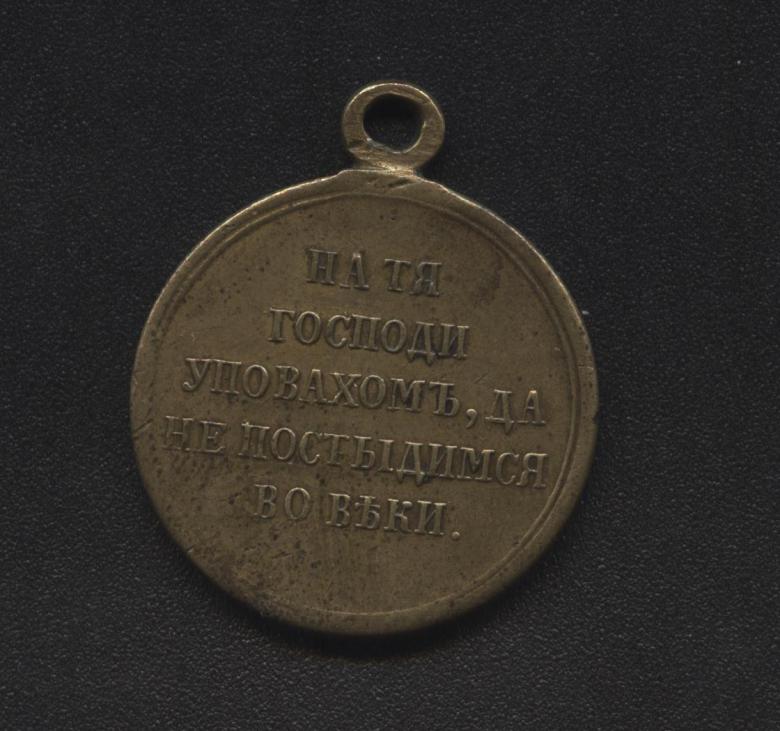 НА ТЯ
ГОСПОДИ
УПОВАХОМЪ, ДА
НЕ ПОСТЫДИМСЯ
ВО ВѢКИ.